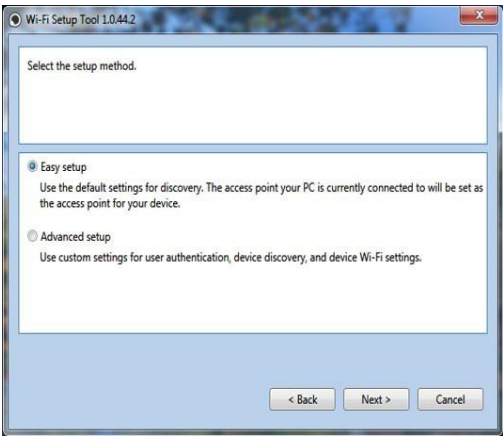 Wi-Fi Setup Tool 1.0.44.2
Select the setup method.
Easy setup
Use the default settings for discovery. The access point your PC is currently connected to will be set as
the access point for your device.
Advanced setup
Use custom settings for user authentication, device discovery, and device Wi-Fi settings.
< Back Next > Cancel